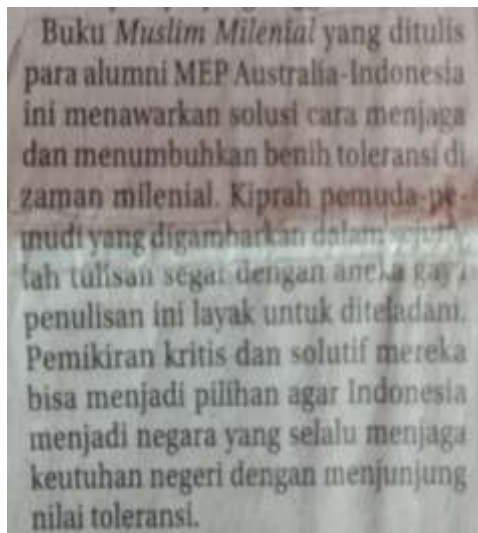 Buku Muslim Milenial yang ditulis
para alumni MEP Australia-Indonesia
ini menawarkan solusi cara menjaga
dan menumbuhkan benih toleransi di
zaman milenial. Kiprah pemuda-pe-
mudi yang digambarkan dalam sejum-
lah tulisan segar dengan aneka gaya
penulisan ini layak untuk diteladani.
Pemikiran kritis dan solutif mereka
bisa menjadi pilihan agar Indonesia
menjadi negara yang selalu menjaga
keutuhan negeri dengan menjunjung
nilai toleransi.